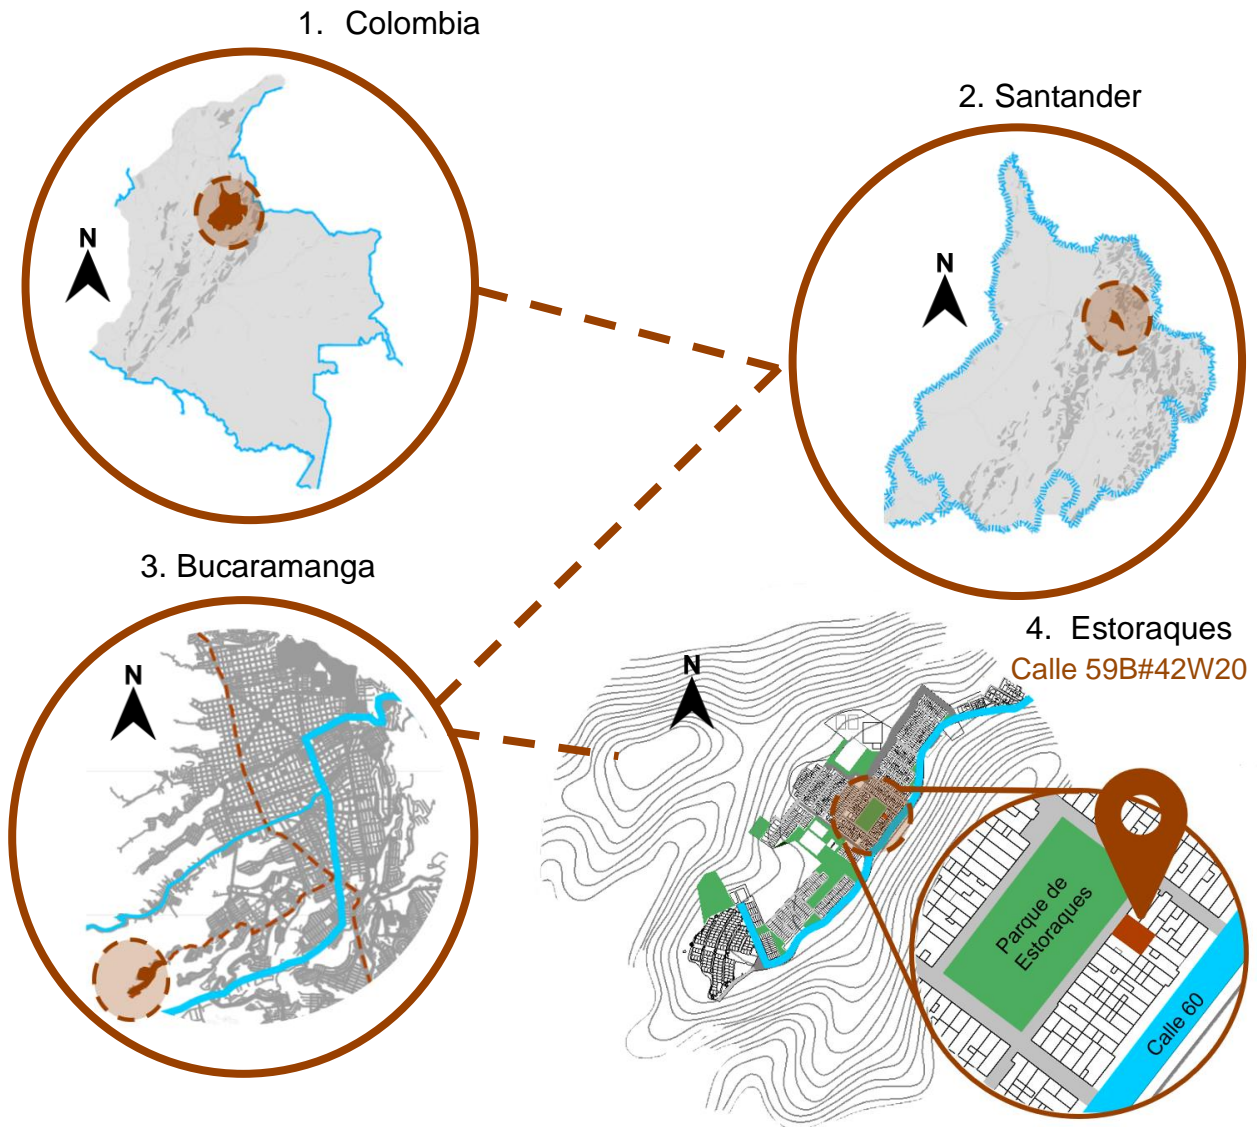 1. Colombia
N
2. Santander
N
3. Bucaramanga
N
4. Estoraques
Calle 59B#42W20
N
Parque de
Estoraques
Calle 60